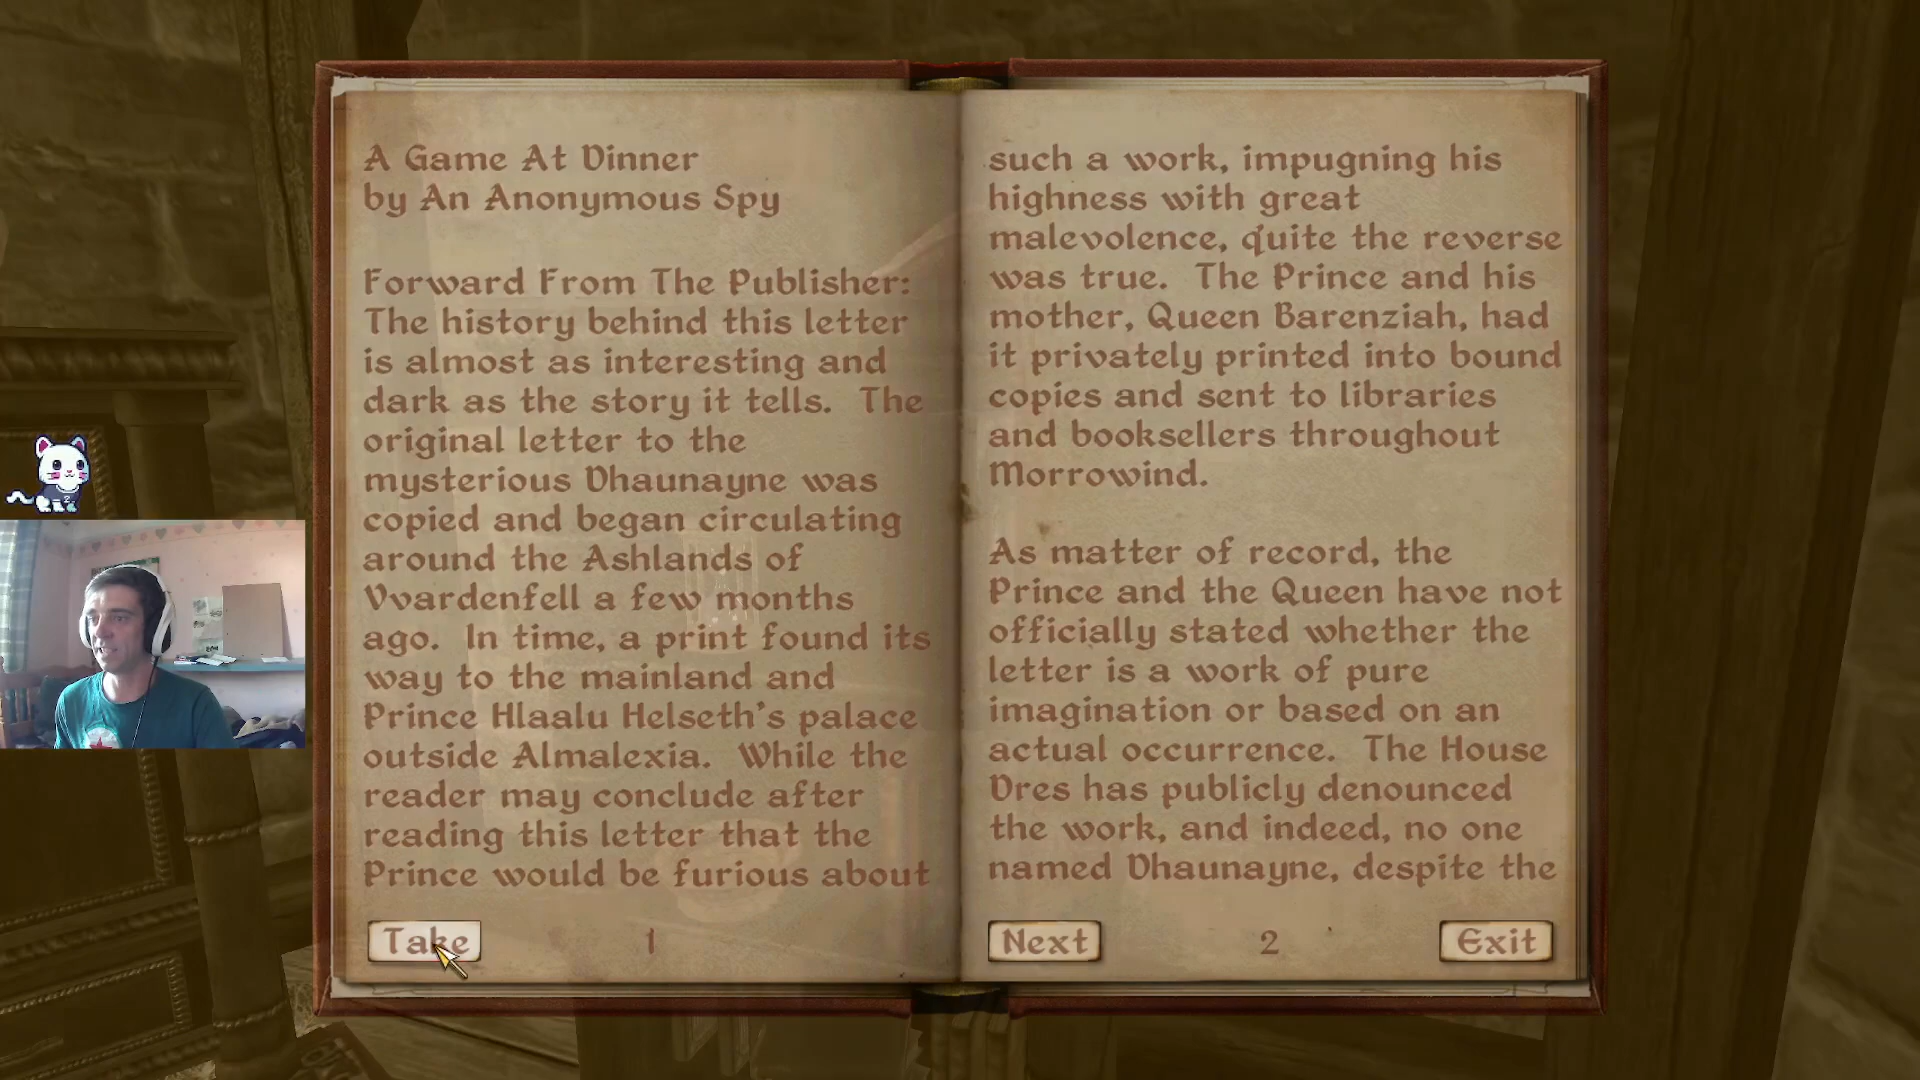 A Game At Dinner
by An Anonymous Spy
Forward From The Publisher:
The history behind this letter
is almost as interesting and
dark as the story it tells. The
original letter to the
mysterious Dhaunayne was
copied and began circulating
around the Ashlands of
Vvardenfell a few months
ago. In time, a print found its
way to the mainland and
Prince Hlaalu Helseth's palace
outside Almalexia. While the
reader may conclude after
reading this letter that the
Prince would be furious about
Take
1
such a work, impugning his
highness with great
malevolence, quite the reverse
was true. The Prince and his
mother, Queen Barenziah, had
it privately printed into bound
copies and sent to libraries
and booksellers throughout
Morrowind.
As matter of record, the
Prince and the Queen have not
officially stated whether the
letter is a work of pure
imagination or based on an
actual occurrence. The House
Dres has publicly denounced
the work, and indeed, no one
named Dhaunayne, despite the
Next
2
Exit